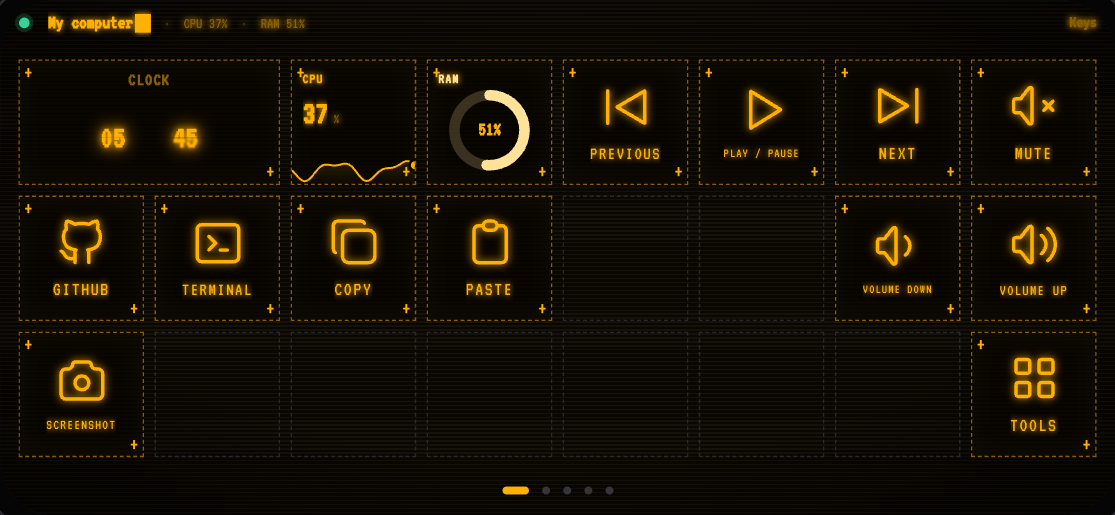 My computer · CPU 37% · RAM 51%
Keys
CLOCK
05 45
CPU
37 %
RAM
51%
PREVIOUS
PLAY / PAUSE
NEXT
MUTE
GITHUB
TERMINAL
COPY
PASTE
VOLUME DOWN
VOLUME UP
SCREENSHOT
TOOLS